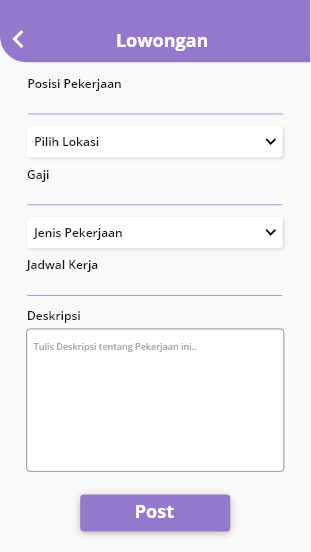 Lowongan
Posisi Pekerjaan
Pilih Lokasi
Gaji
Jenis Pekerjaan
Jadwal Kerja
Deskripsi
Tulis Deskripsi tentang Pekerjaan ini..
Post